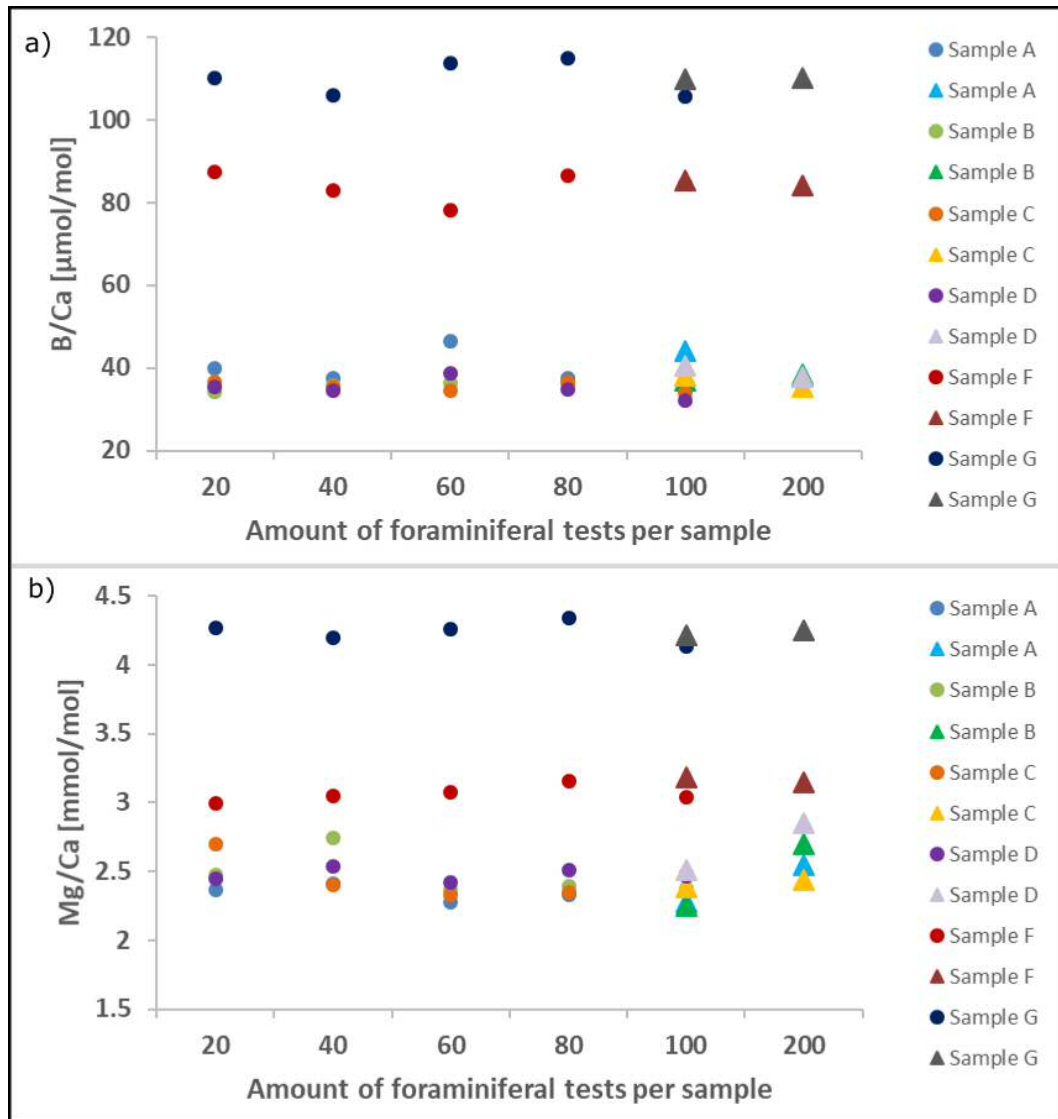 a)
120
100
80
60
40
20
B/Ca [µmol/mol]
20 40 60 80 100 200
Amount of foraminiferal tests per sample
Sample A
Sample A
Sample B
Sample B
Sample C
Sample C
Sample D
Sample D
Sample F
Sample F
Sample G
Sample G
b)
4.5
4
3.5
3
2.5
2
1.5
Mg/Ca [mmol/mol]
20 40 60 80 100 200
Amount of foraminiferal tests per sample
Sample A
Sample A
Sample B
Sample B
Sample C
Sample C
Sample D
Sample D
Sample F
Sample F
Sample G
Sample G